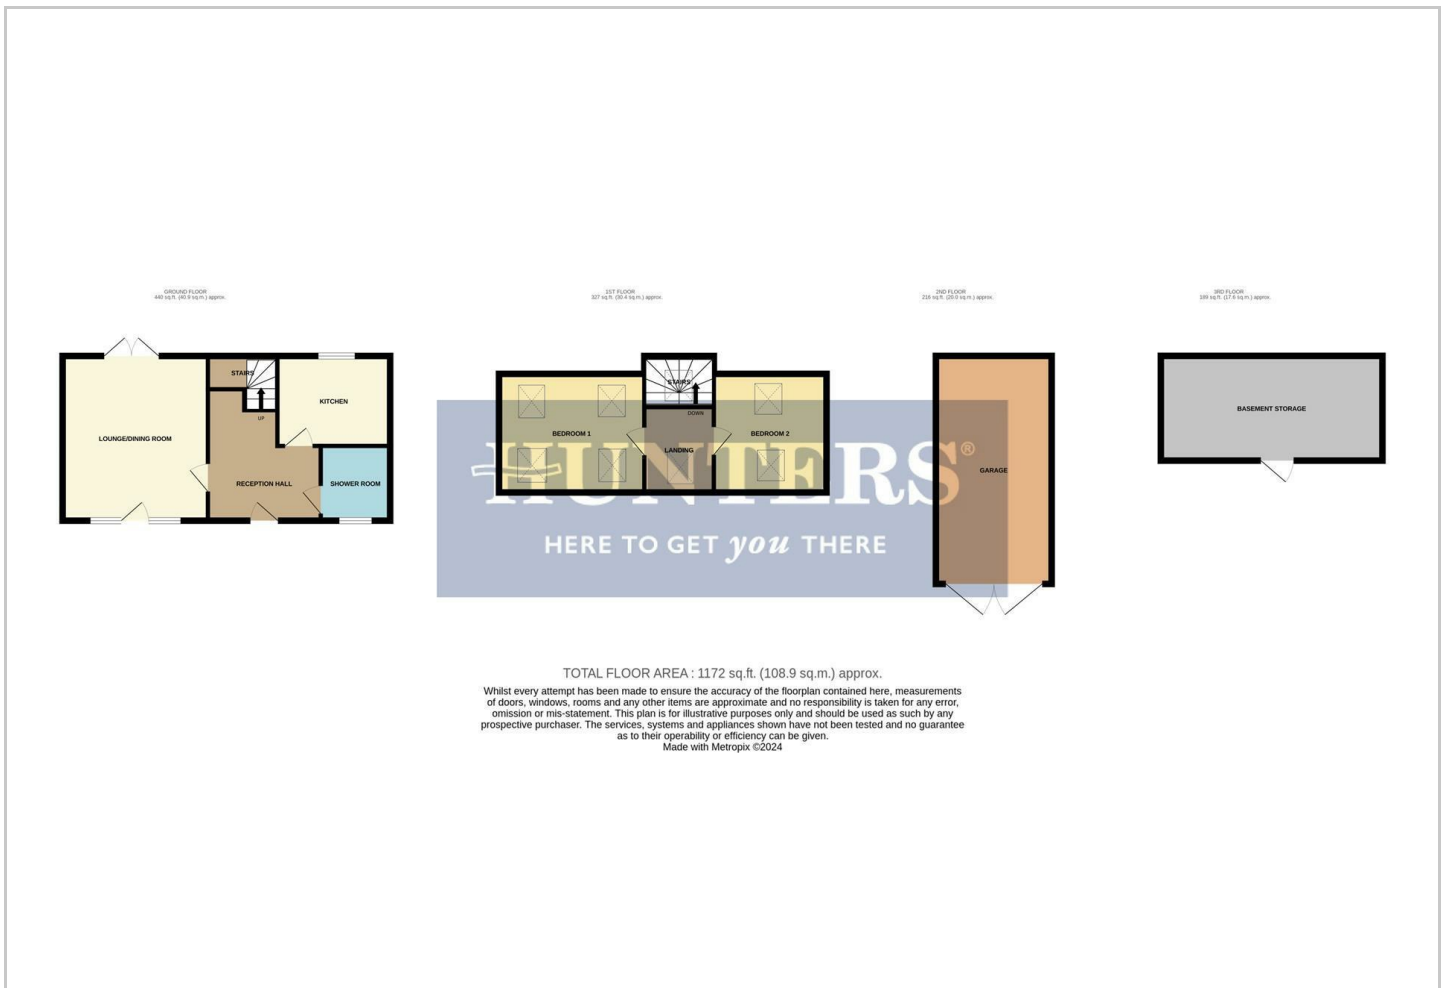 GROUND FLOOR
440 sq.ft. (40.9 sq.m.) approx.
1ST FLOOR
327 sq.ft. (30.4 sq.m.) approx.
2ND FLOOR
216 sq.ft. (20.0 sq.m.) approx.
3RD FLOOR
189 sq.ft. (17.6 sq.m.) approx.
STAIRS
UP
KITCHEN
LOUNGE/DINING ROOM
RECEPTION HALL
SHOWER ROOM
STAIRS
DOWN
BEDROOM 1
LANDING
BEDROOM 2
GARAGE
BASEMENT STORAGE
HUNTERS®
HERE TO GET you THERE
TOTAL FLOOR AREA : 1172 sq.ft. (108.9 sq.m.) approx.
Whilst every attempt has been made to ensure the accuracy of the floorplan contained here, measurements
of doors, windows, rooms and any other items are approximate and no responsibility is taken for any error,
omission or mis-statement. This plan is for illustrative purposes only and should be used as such by any
prospective purchaser. The services, systems and appliances shown have not been tested and no guarantee
as to their operability or efficiency can be given.
Made with Metropix ©2024